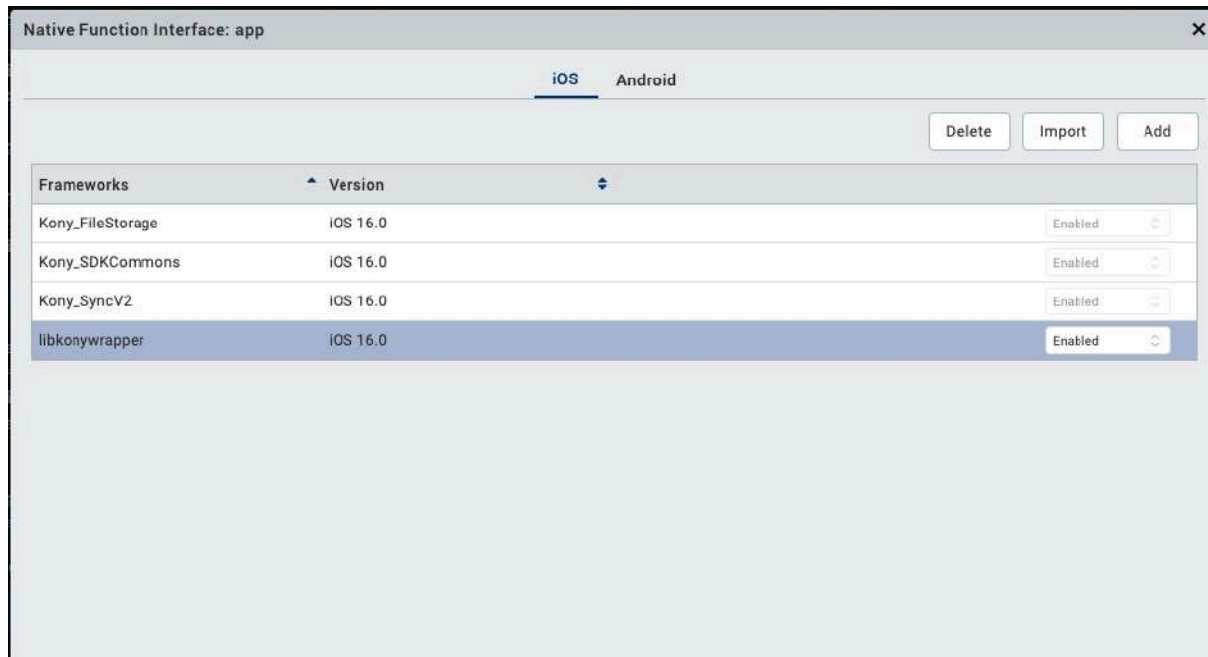 Native Function Interface: app
iOS Android
Delete Import Add
Frameworks Version
Kony_FileStorage iOS 16.0 Enabled
Kony_SDKCommons iOS 16.0 Enabled
Kony_SyncV2 iOS 16.0 Enabled
libkonywrapper iOS 16.0 Enabled